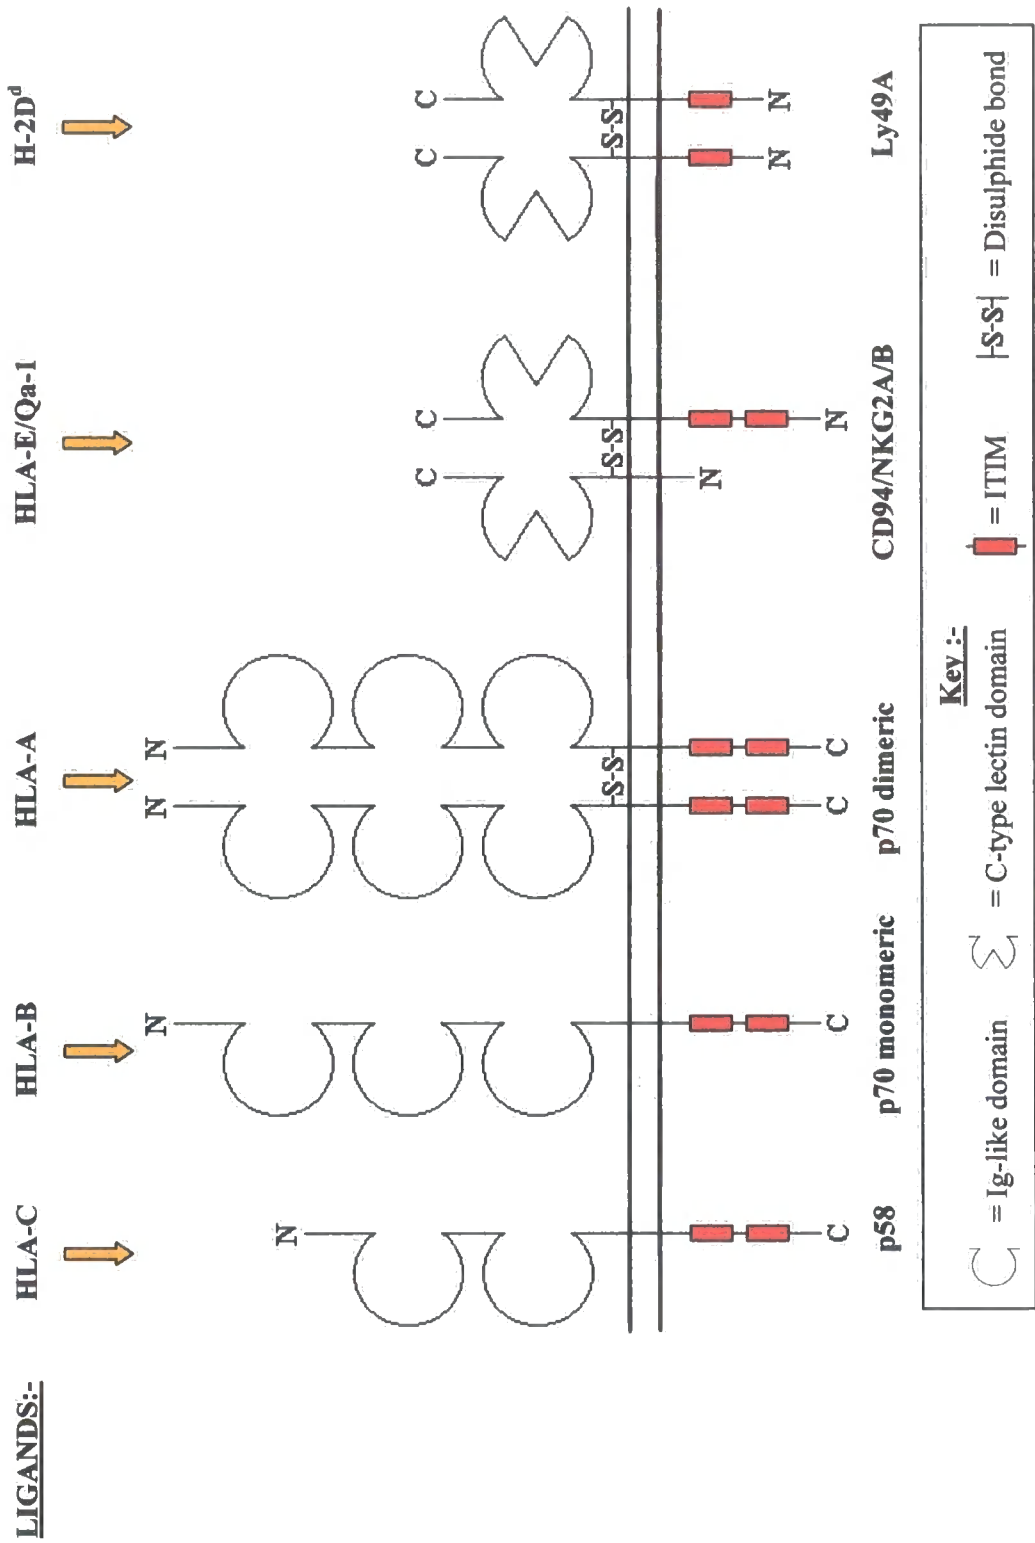 LIGANDS:-
HLA-C HLA-B HLA-A HLA-E/Qa-1 H-2Dᵈ
N N N N C C C C
-S-S- -S-S- -S-S-
C C C C N N N N
p58 p70 monomeric p70 dimeric CD94/NKG2A/B Ly49A
Key :-
= Ig-like domain = C-type lectin domain = ITIM |-S-S-| = Disulphide bond